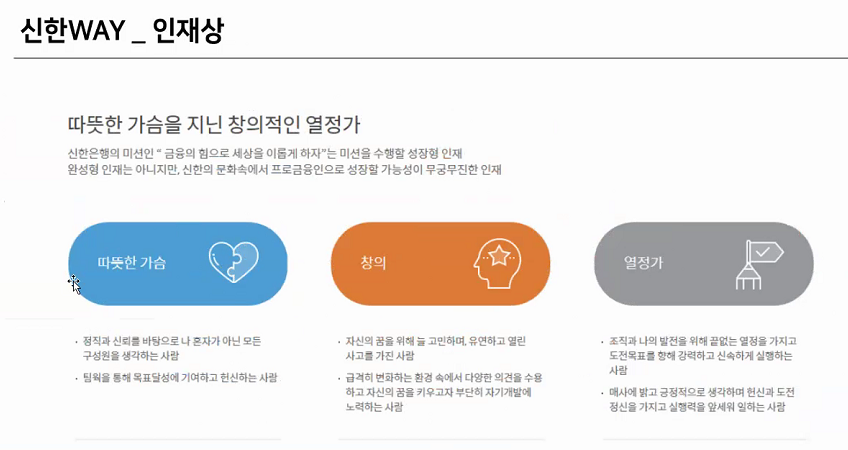 신한WAY _ 인재상
따뜻한 가슴을 지닌 창의적인 열정가
신한은행의 미션인 “ 금융의 힘으로 세상을 이롭게 하자”는 미션을 수행할 성장형 인재
완성형 인재는 아니지만, 신한의 문화속에서 프로금융인으로 성장할 가능성이 무궁무진한 인재
따뜻한 가슴
창의
열정가
· 정직과 신뢰를 바탕으로 나 혼자가 아닌 모든
구성원을 생각하는 사람
· 팀웍을 통해 목표달성에 기여하고 헌신하는 사람
· 자신의 꿈을 위해 늘 고민하며, 유연하고 열린
사고를 가진 사람
· 급격히 변화하는 환경 속에서 다양한 의견을 수용
하고 자신의 꿈을 키우고자 부단히 자기개발에
노력하는 사람
· 조직과 나의 발전을 위해 끝없는 열정을 가지고
도전목표를 향해 강력하고 신속하게 실행하는
사람
· 매사에 밝고 긍정적으로 생각하며 헌신과 도전
정신을 가지고 실행력을 앞세워 일하는 사람